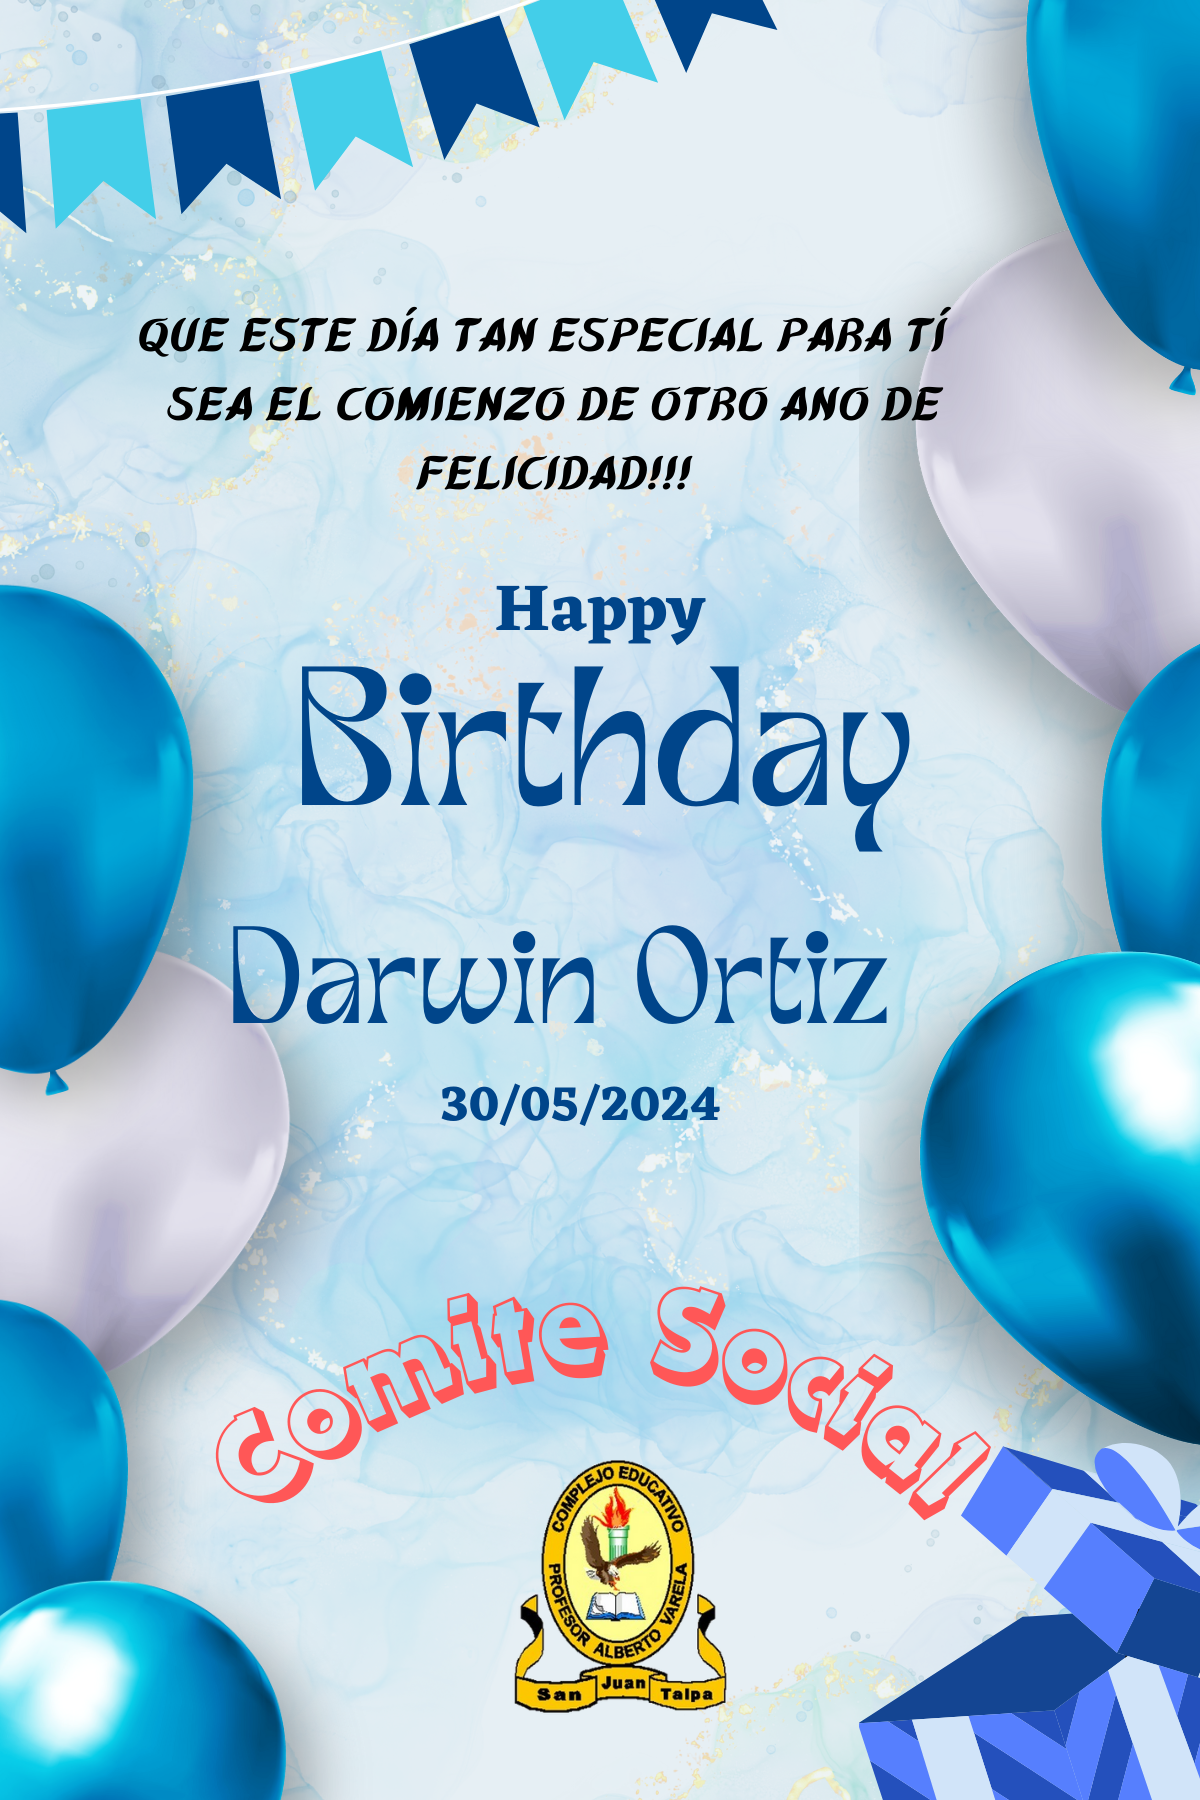 QUE ESTE DÍA TAN ESPECIAL PARA TÍ
SEA EL COMIENZO DE OTRO ANO DE
FELICIDAD!!!
Happy
Birthday
Darwin Ortiz
30/05/2024
Comite Social
COMPLEJO EDUCATIVO
PROFESOR ALBERTO VARELA
San Juan Talpa